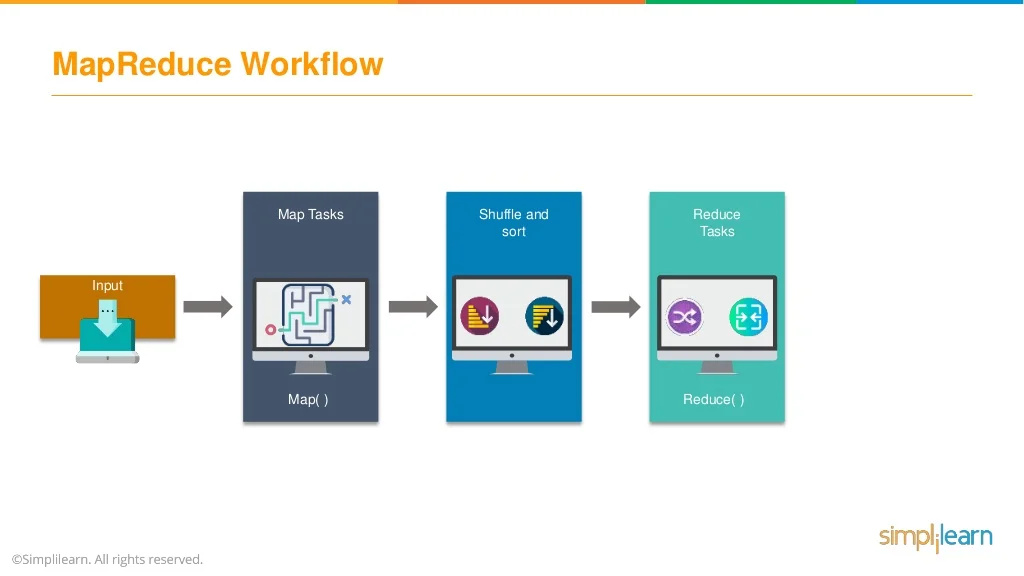 MapReduce Workflow
Input
Map Tasks
Map( )
Shuffle and
sort
Reduce
Tasks
Reduce( )
©Simplilearn. All rights reserved.
simplilearn